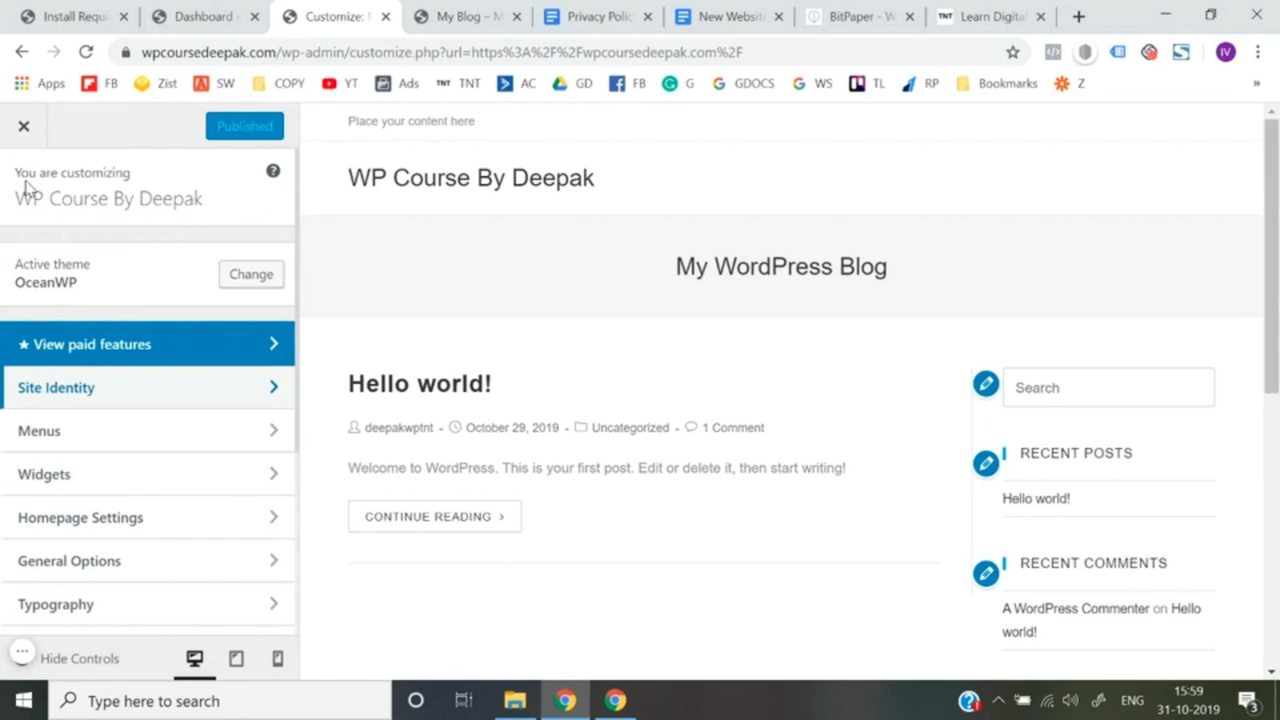 Install Requi
Dashboard
Customize: M
My Blog – M
Privacy Polic
New Websit
BitPaper - W
Learn Digital
wpcoursedeepak.com/wp-admin/customize.php?url=https%3A%2F%2Fwpcoursedeepak.com%2F
IV
Apps FB Zist SW COPY YT Ads TNT TNT AC GD FB G GDOCS WS TL RP Bookmarks Z »
Published
You are customizing
WP Course By Deepak
Active theme
OceanWP
Change
★ View paid features
Site Identity
Menus
Widgets
Homepage Settings
General Options
Typography
Hide Controls
Place your content here
WP Course By Deepak
My WordPress Blog
Hello world!
deepakwptnt - October 29, 2019 - Uncategorized - 1 Comment
Welcome to WordPress. This is your first post. Edit or delete it, then start writing!
CONTINUE READING >
Search
RECENT POSTS
Hello world!
RECENT COMMENTS
A WordPress Commenter on Hello
world!
Type here to search
ENG
15:59
31-10-2019
3